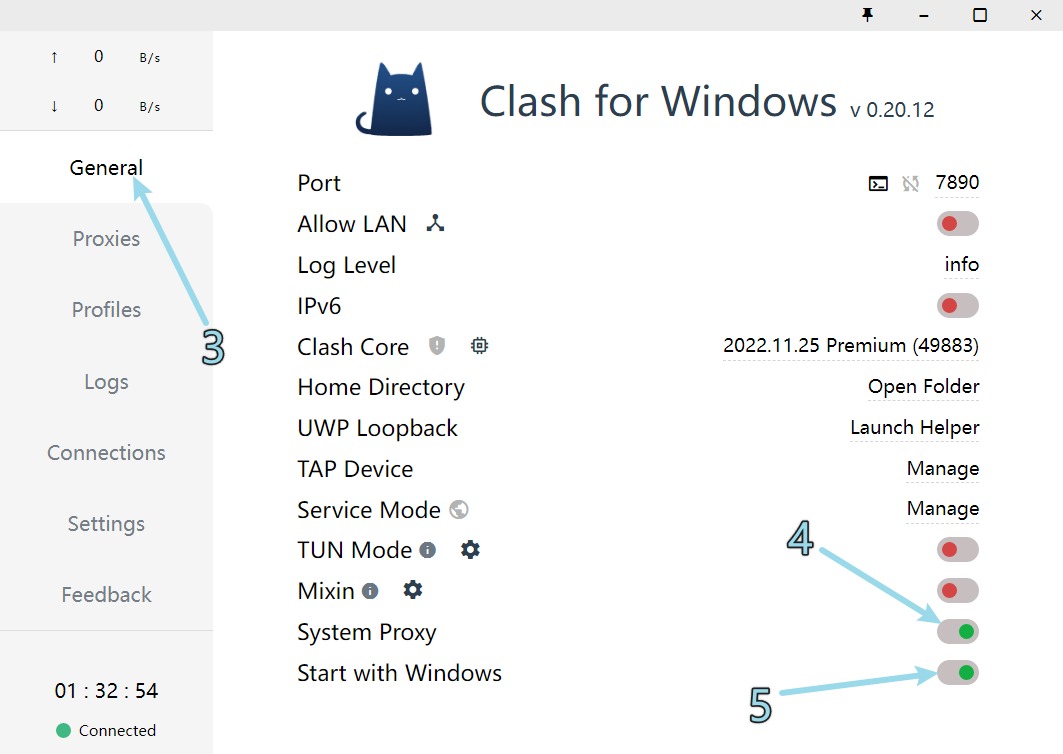 ↑ 0 B/s
↓ 0 B/s
General
Proxies
Profiles
Logs
Connections
Settings
Feedback
01 : 32 : 54
Connected
3
Clash for Windows v 0.20.12
Port 7890
Allow LAN
Log Level info
IPv6
Clash Core 2022.11.25 Premium (49883)
Home Directory Open Folder
UWP Loopback Launch Helper
TAP Device Manage
Service Mode Manage
TUN Mode
4
Mixin
System Proxy
Start with Windows
5